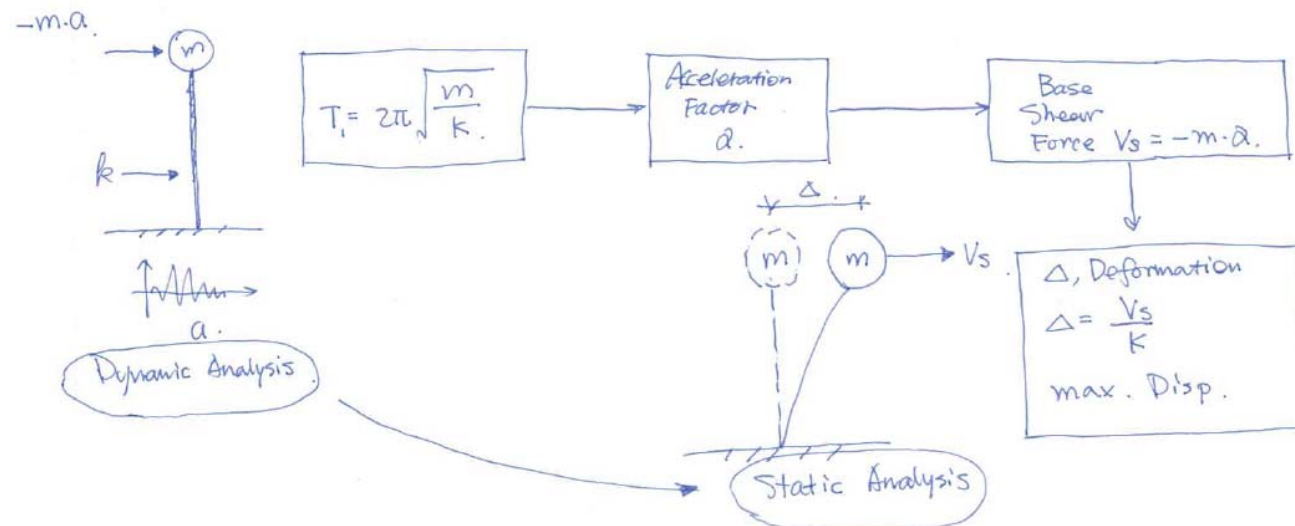 -m.a.
m
k
a.
Dynamic Analysis
T₁ = 2π√(m/k.)
Acceleration
Factor
a.
Base
Shear
Force Vs = -m.a.
Δ.
m
m
Vs
Static Analysis
Δ, Deformation
Δ = Vs/K
max. Disp.